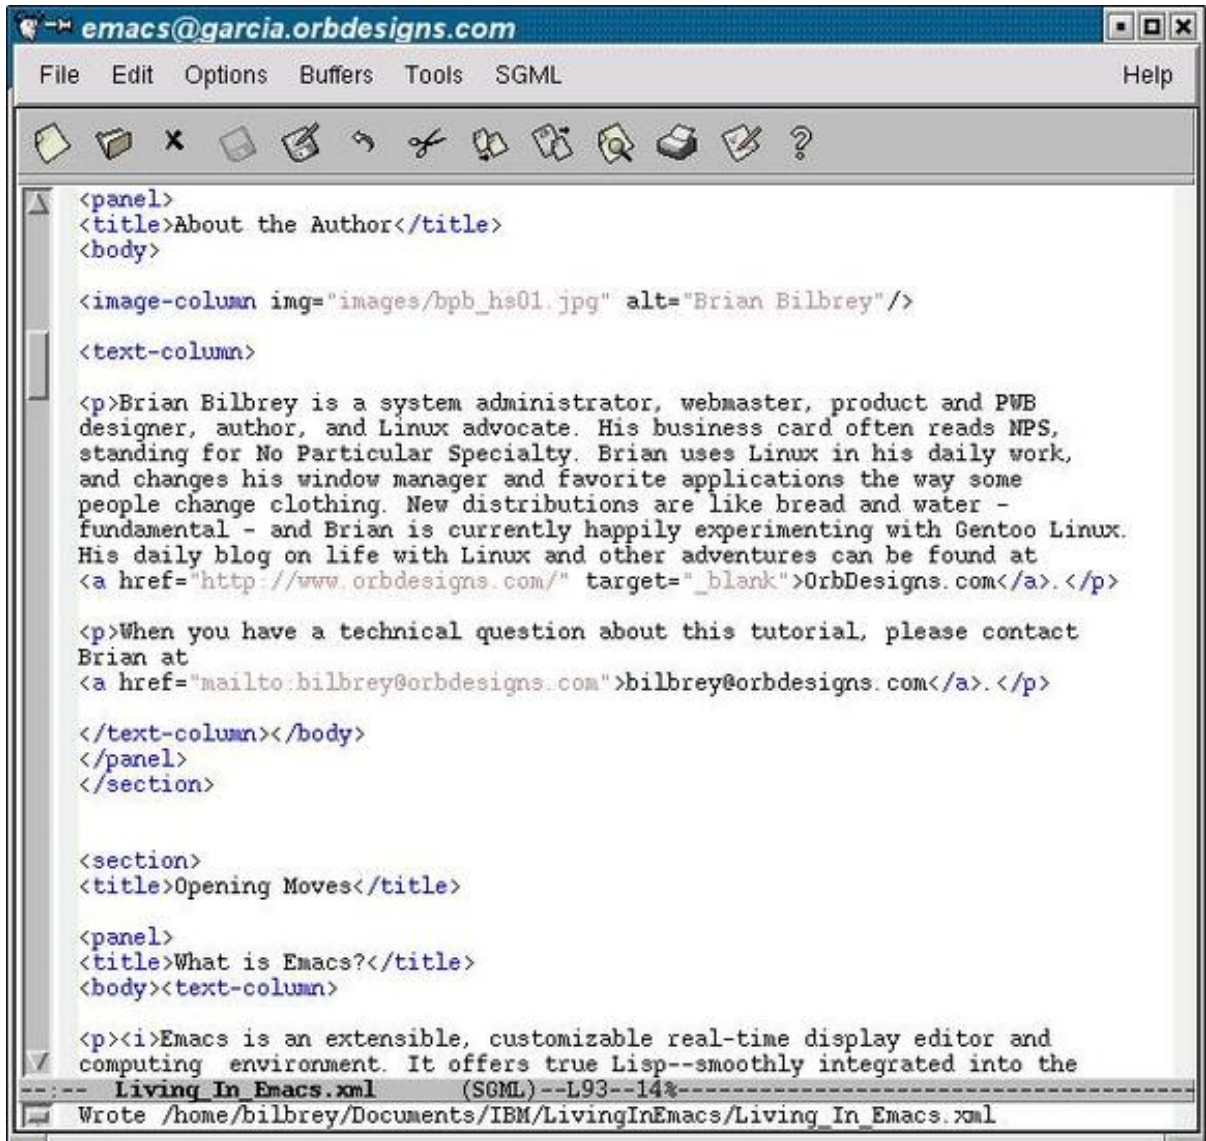 emacs@garcia.orbdesigns.com
File Edit Options Buffers Tools SGML Help
<panel>
<title>About the Author</title>
<body>
<image-column img="images/bpb_hs01.jpg" alt="Brian Bilbrey"/>
<text-column>
<p>Brian Bilbrey is a system administrator, webmaster, product and PWB
designer, author, and Linux advocate. His business card often reads NPS,
standing for No Particular Specialty. Brian uses Linux in his daily work,
and changes his window manager and favorite applications the way some
people change clothing. New distributions are like bread and water -
fundamental - and Brian is currently happily experimenting with Gentoo Linux.
His daily blog on life with Linux and other adventures can be found at
<a href="http://www.orbdesigns.com/" target="_blank">OrbDesigns.com</a>.</p>
<p>When you have a technical question about this tutorial, please contact
Brian at
<a href="mailto:bilbrey@orbdesigns.com">bilbrey@orbdesigns.com</a>.</p>
</text-column></body>
</panel>
</section>
<section>
<title>Opening Moves</title>
<panel>
<title>What is Emacs?</title>
<body><text-column>
<p><i>Emacs is an extensible, customizable real-time display editor and
computing  environment. It offers true Lisp--smoothly integrated into the
--:-- Living_In_Emacs.xml (SGML)--L93--14%--------------------------------------------
Wrote /home/bilbrey/Documents/IBM/LivingInEmacs/Living_In_Emacs.xml